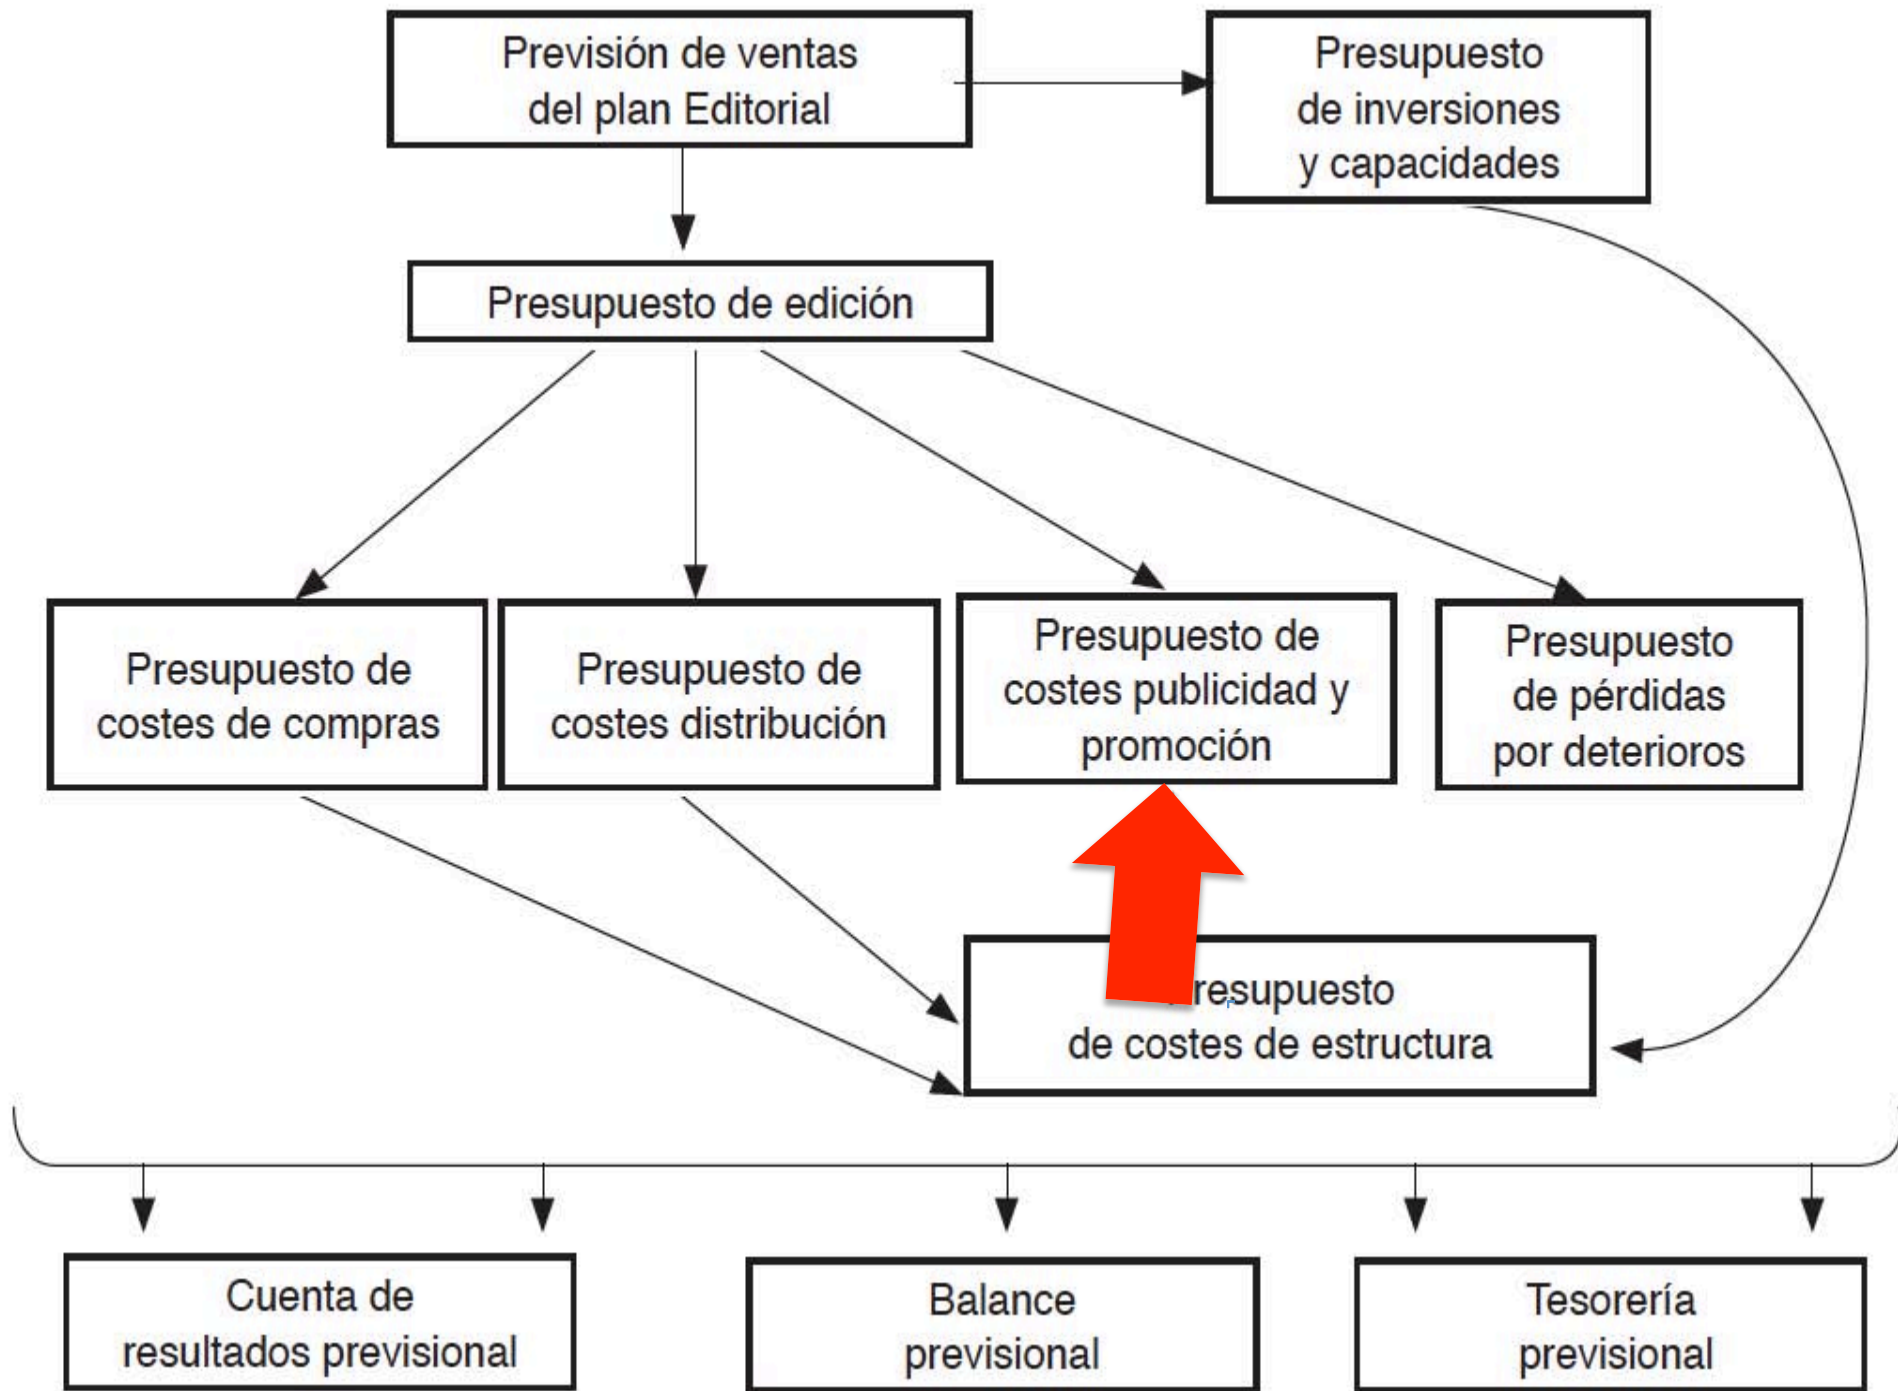 Previsión de ventas
del plan Editorial
Presupuesto
de inversiones
y capacidades
Presupuesto de edición
Presupuesto de
costes de compras
Presupuesto de
costes distribución
Presupuesto de
costes publicidad y
promoción
Presupuesto
de pérdidas
por deterioros
Presupuesto
de costes de estructura
Cuenta de
resultados previsional
Balance
previsional
Tesorería
previsional